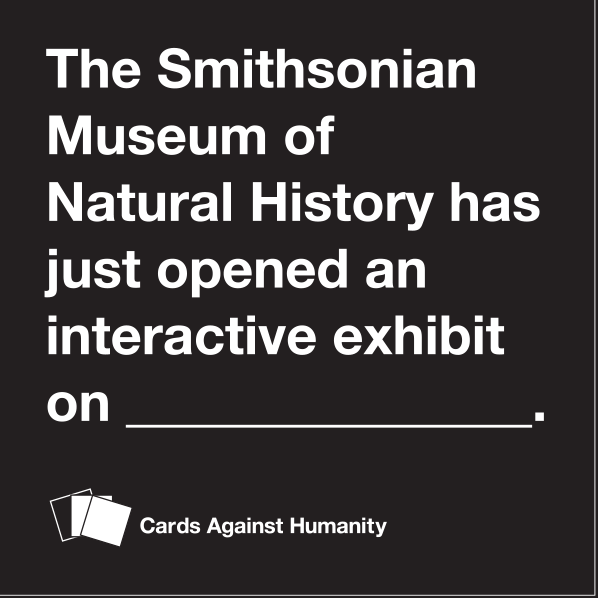 The Smithsonian
Museum of
Natural History has
just opened an
interactive exhibit
on _______________.
Cards Against Humanity